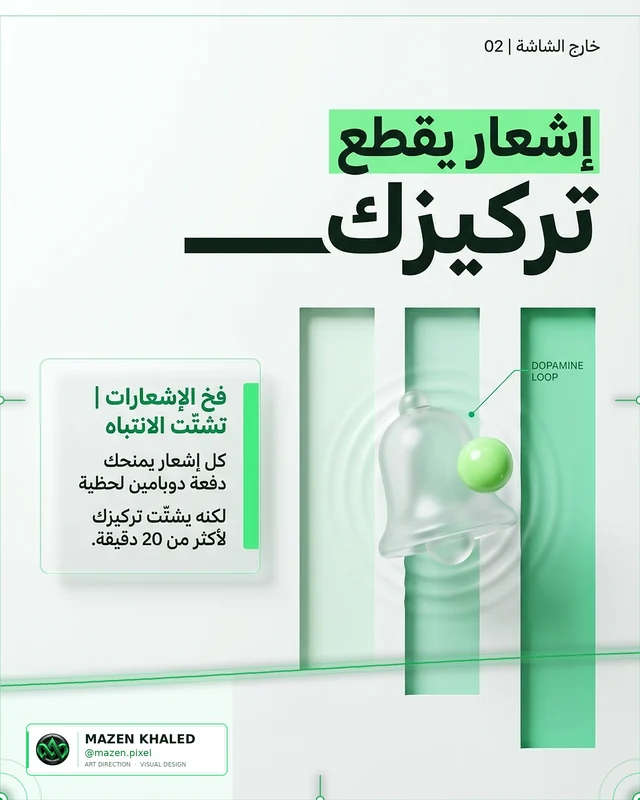 خارج الشاشة | 02
إشعار يقطع
تركيزك
DOPAMINE
LOOP
فخ الإشعارات |
تشتّت الانتباه
كل إشعار يمنحك
دفعة دوبامين لحظية
لكنه يشتّت تركيزك
لأكثر من 20 دقيقة.
MAZEN KHALED
@mazen.pixel
ART DIRECTION · VISUAL DESIGN